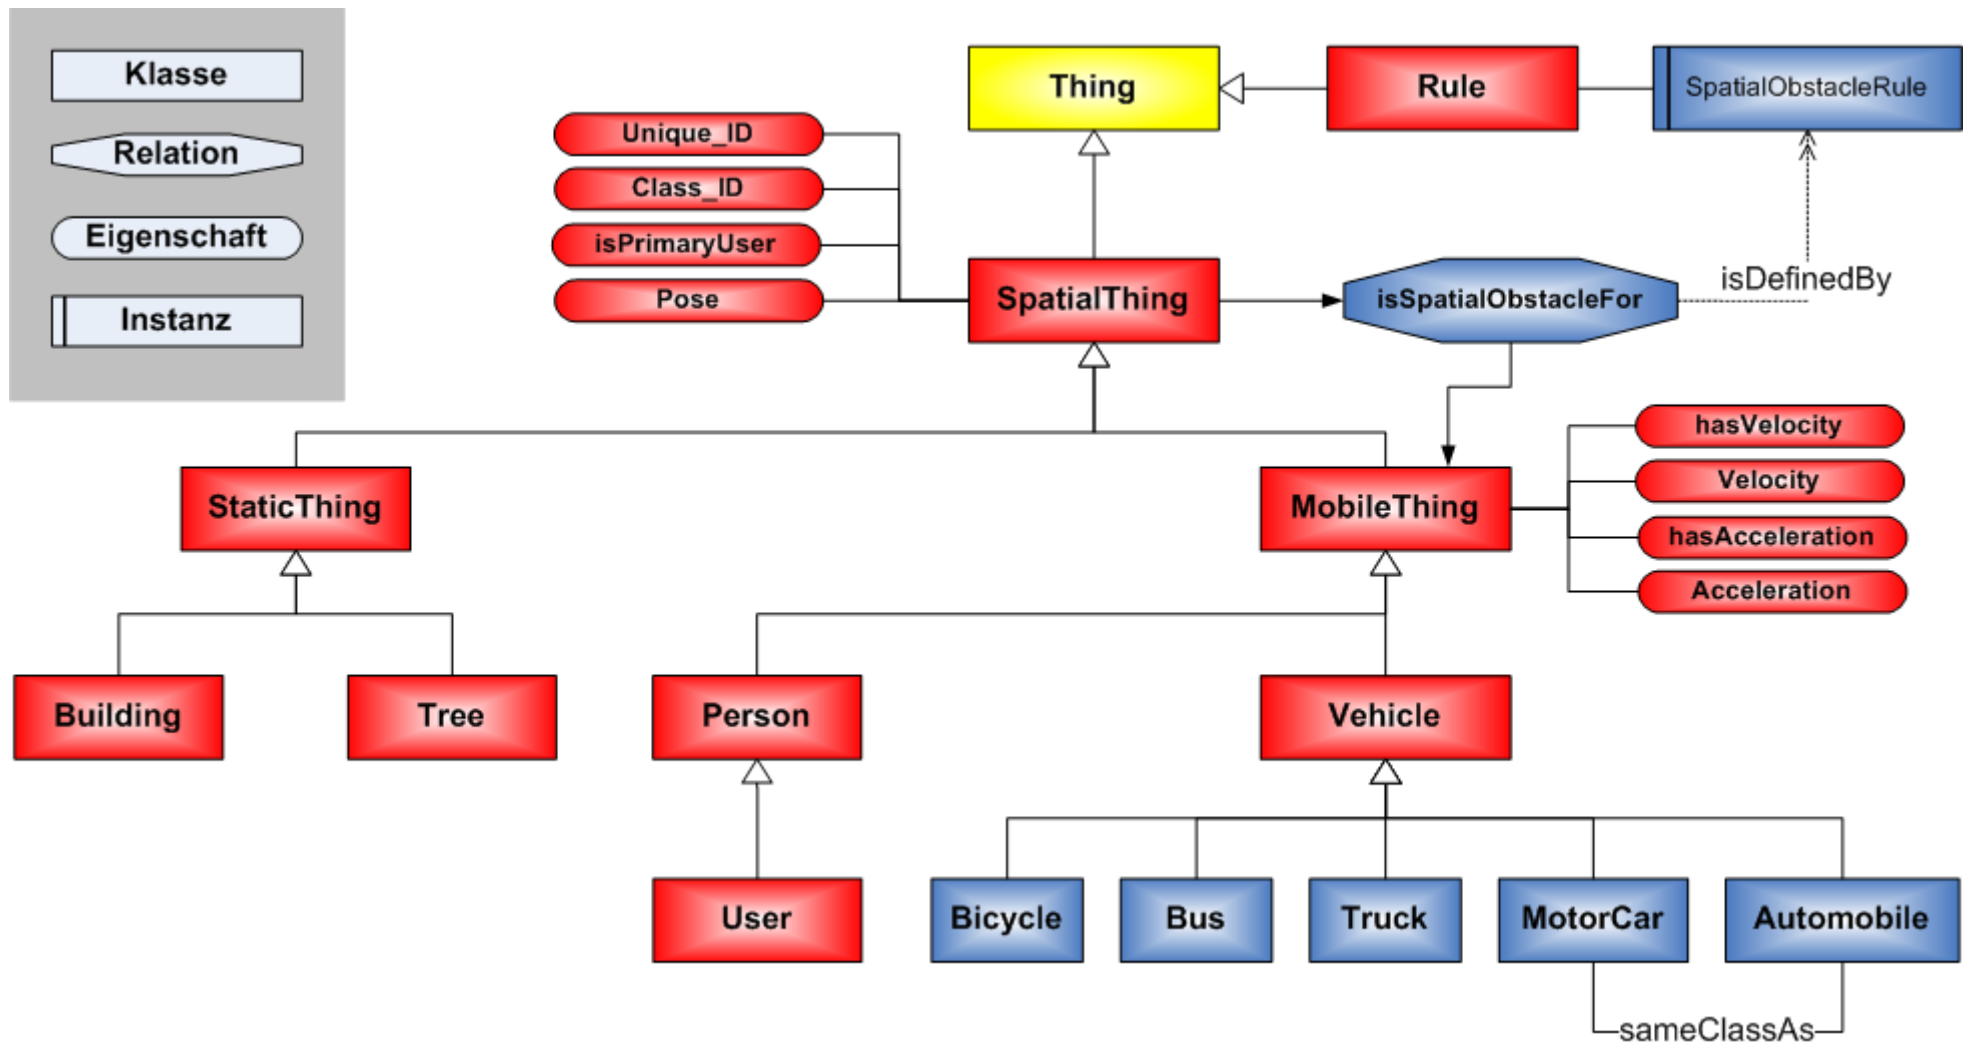 Klasse
Relation
Eigenschaft
Instanz
Thing
Rule
SpatialObstacleRule
Unique_ID
Class_ID
isPrimaryUser
Pose
SpatialThing
isSpatialObstacleFor
isDefinedBy
StaticThing
MobileThing
hasVelocity
Velocity
hasAcceleration
Acceleration
Building
Tree
Person
Vehicle
User
Bicycle
Bus
Truck
MotorCar
Automobile
sameClassAs